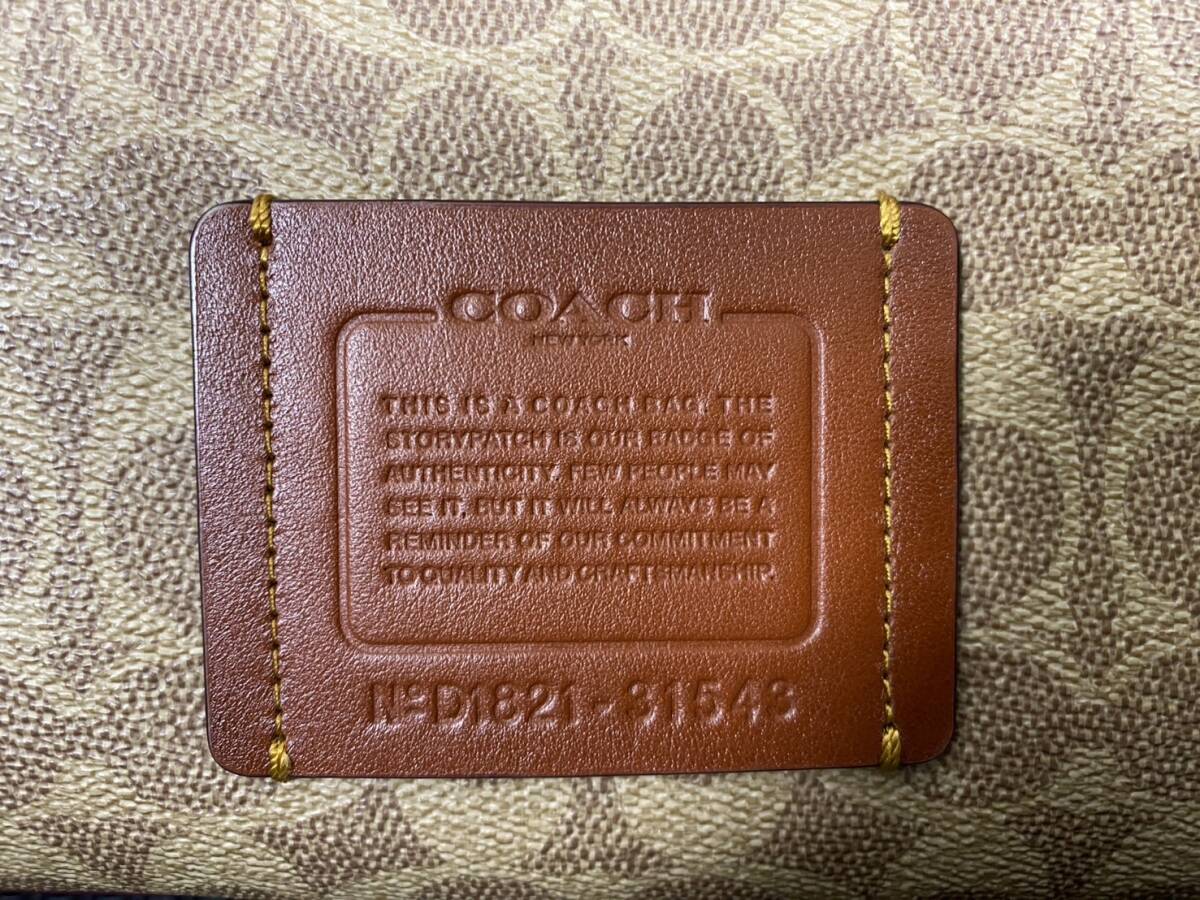 COACH
NEW YORK
THIS IS A COACH BAG. THE
STORYPATCH IS OUR BADGE OF
AUTHENTICITY. FEW PEOPLE MAY
SEE IT, BUT IT WILL ALWAYS BE A
REMINDER OF OUR COMMITMENT
TO QUALITY AND CRAFTSMANSHIP.
Nº D1821-31543